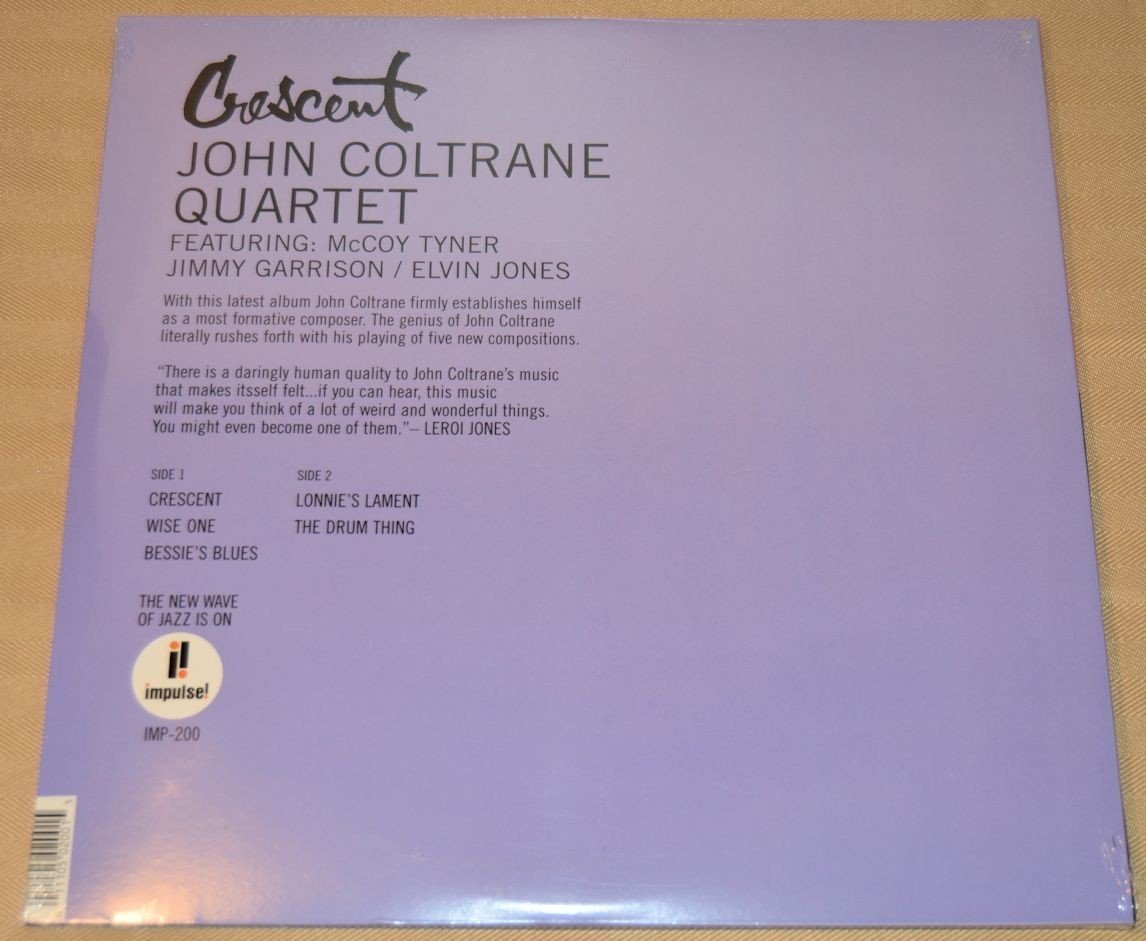 Crescent
JOHN COLTRANE
QUARTET
FEATURING: McCOY TYNER
JIMMY GARRISON / ELVIN JONES
With this latest album John Coltrane firmly establishes himself
as a most formative composer. The genius of John Coltrane
literally rushes forth with his playing of five new compositions.
“There is a daringly human quality to John Coltrane's music
that makes itsself felt...if you can hear, this music
will make you think of a lot of weird and wonderful things.
You might even become one of them.”– LEROI JONES
SIDE 1
CRESCENT
WISE ONE
BESSIE'S BLUES
SIDE 2
LONNIE'S LAMENT
THE DRUM THING
THE NEW WAVE
OF JAZZ IS ON
i!
impulse!
IMP-200